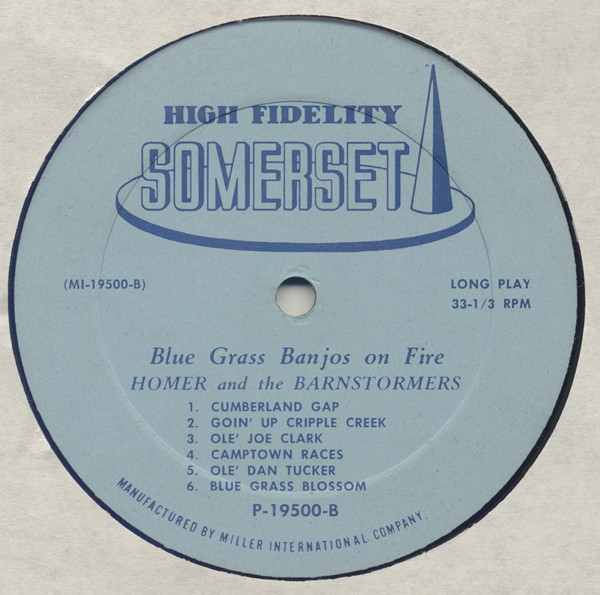 HIGH FIDELITY
SOMERSET
(MI-19500-B)
LONG PLAY
33-1/3 RPM
Blue Grass Banjos on Fire
HOMER and the BARNSTORMERS
1. CUMBERLAND GAP
2. GOIN' UP CRIPPLE CREEK
3. OLE' JOE CLARK
4. CAMPTOWN RACES
5. OLE' DAN TUCKER
6. BLUE GRASS BLOSSOM
P-19500-B
MANUFACTURED BY MILLER INTERNATIONAL COMPANY.